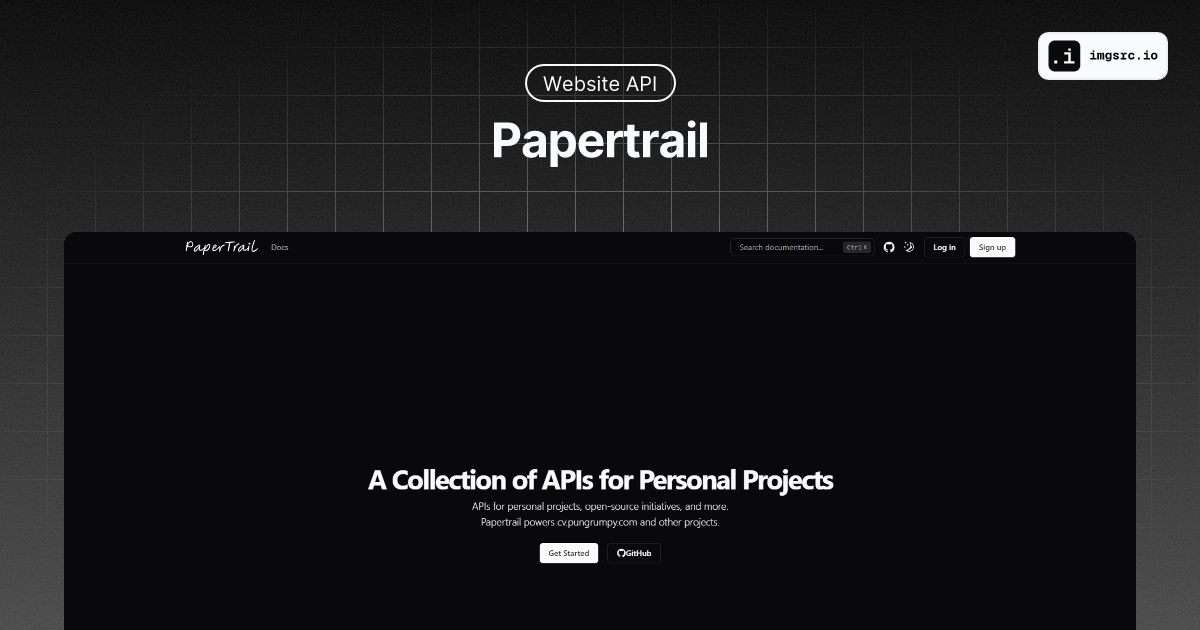 .i imgsrc.io
Website API
Papertrail
PaperTrail Docs Search documentation... Ctrl K Log in Sign up
A Collection of APIs for Personal Projects
APIs for personal projects, open-source initiatives, and more.
Papertrail powers cv.pungrumpy.com and other projects.
Get Started GitHub